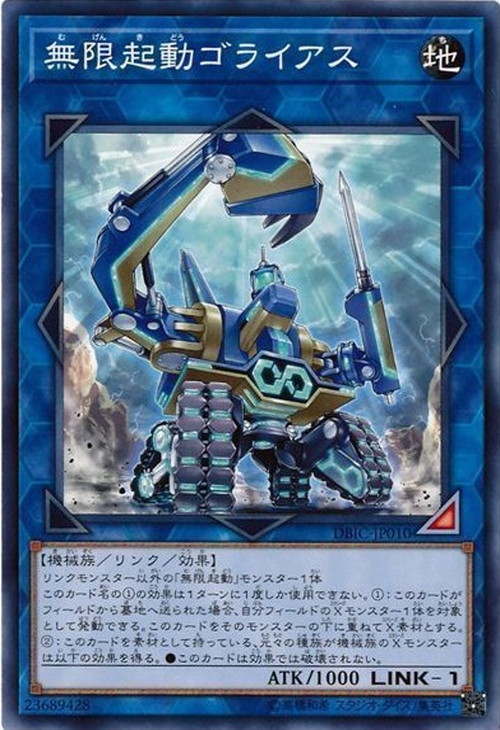 無限起動ゴライアス
地
DBIC-JP010
【機械族／リンク／効果】
リンクモンスター以外の「無限起動」モンスター1体
このカード名の①の効果は1ターンに1度しか使用できない。①：このカードが
フィールドから墓地へ送られた場合、自分フィールドのXモンスター1体を対象
として発動できる。このカードをそのモンスターの下に重ねてX素材とする。
②：このカードを素材として持っている、元々の種族が機械族のXモンスター
は以下の効果を得る。●このカードは効果では破壊されない。
ATK/1000 LINK-1
23689428
©高橋和希 スタジオ・ダイス/集英社